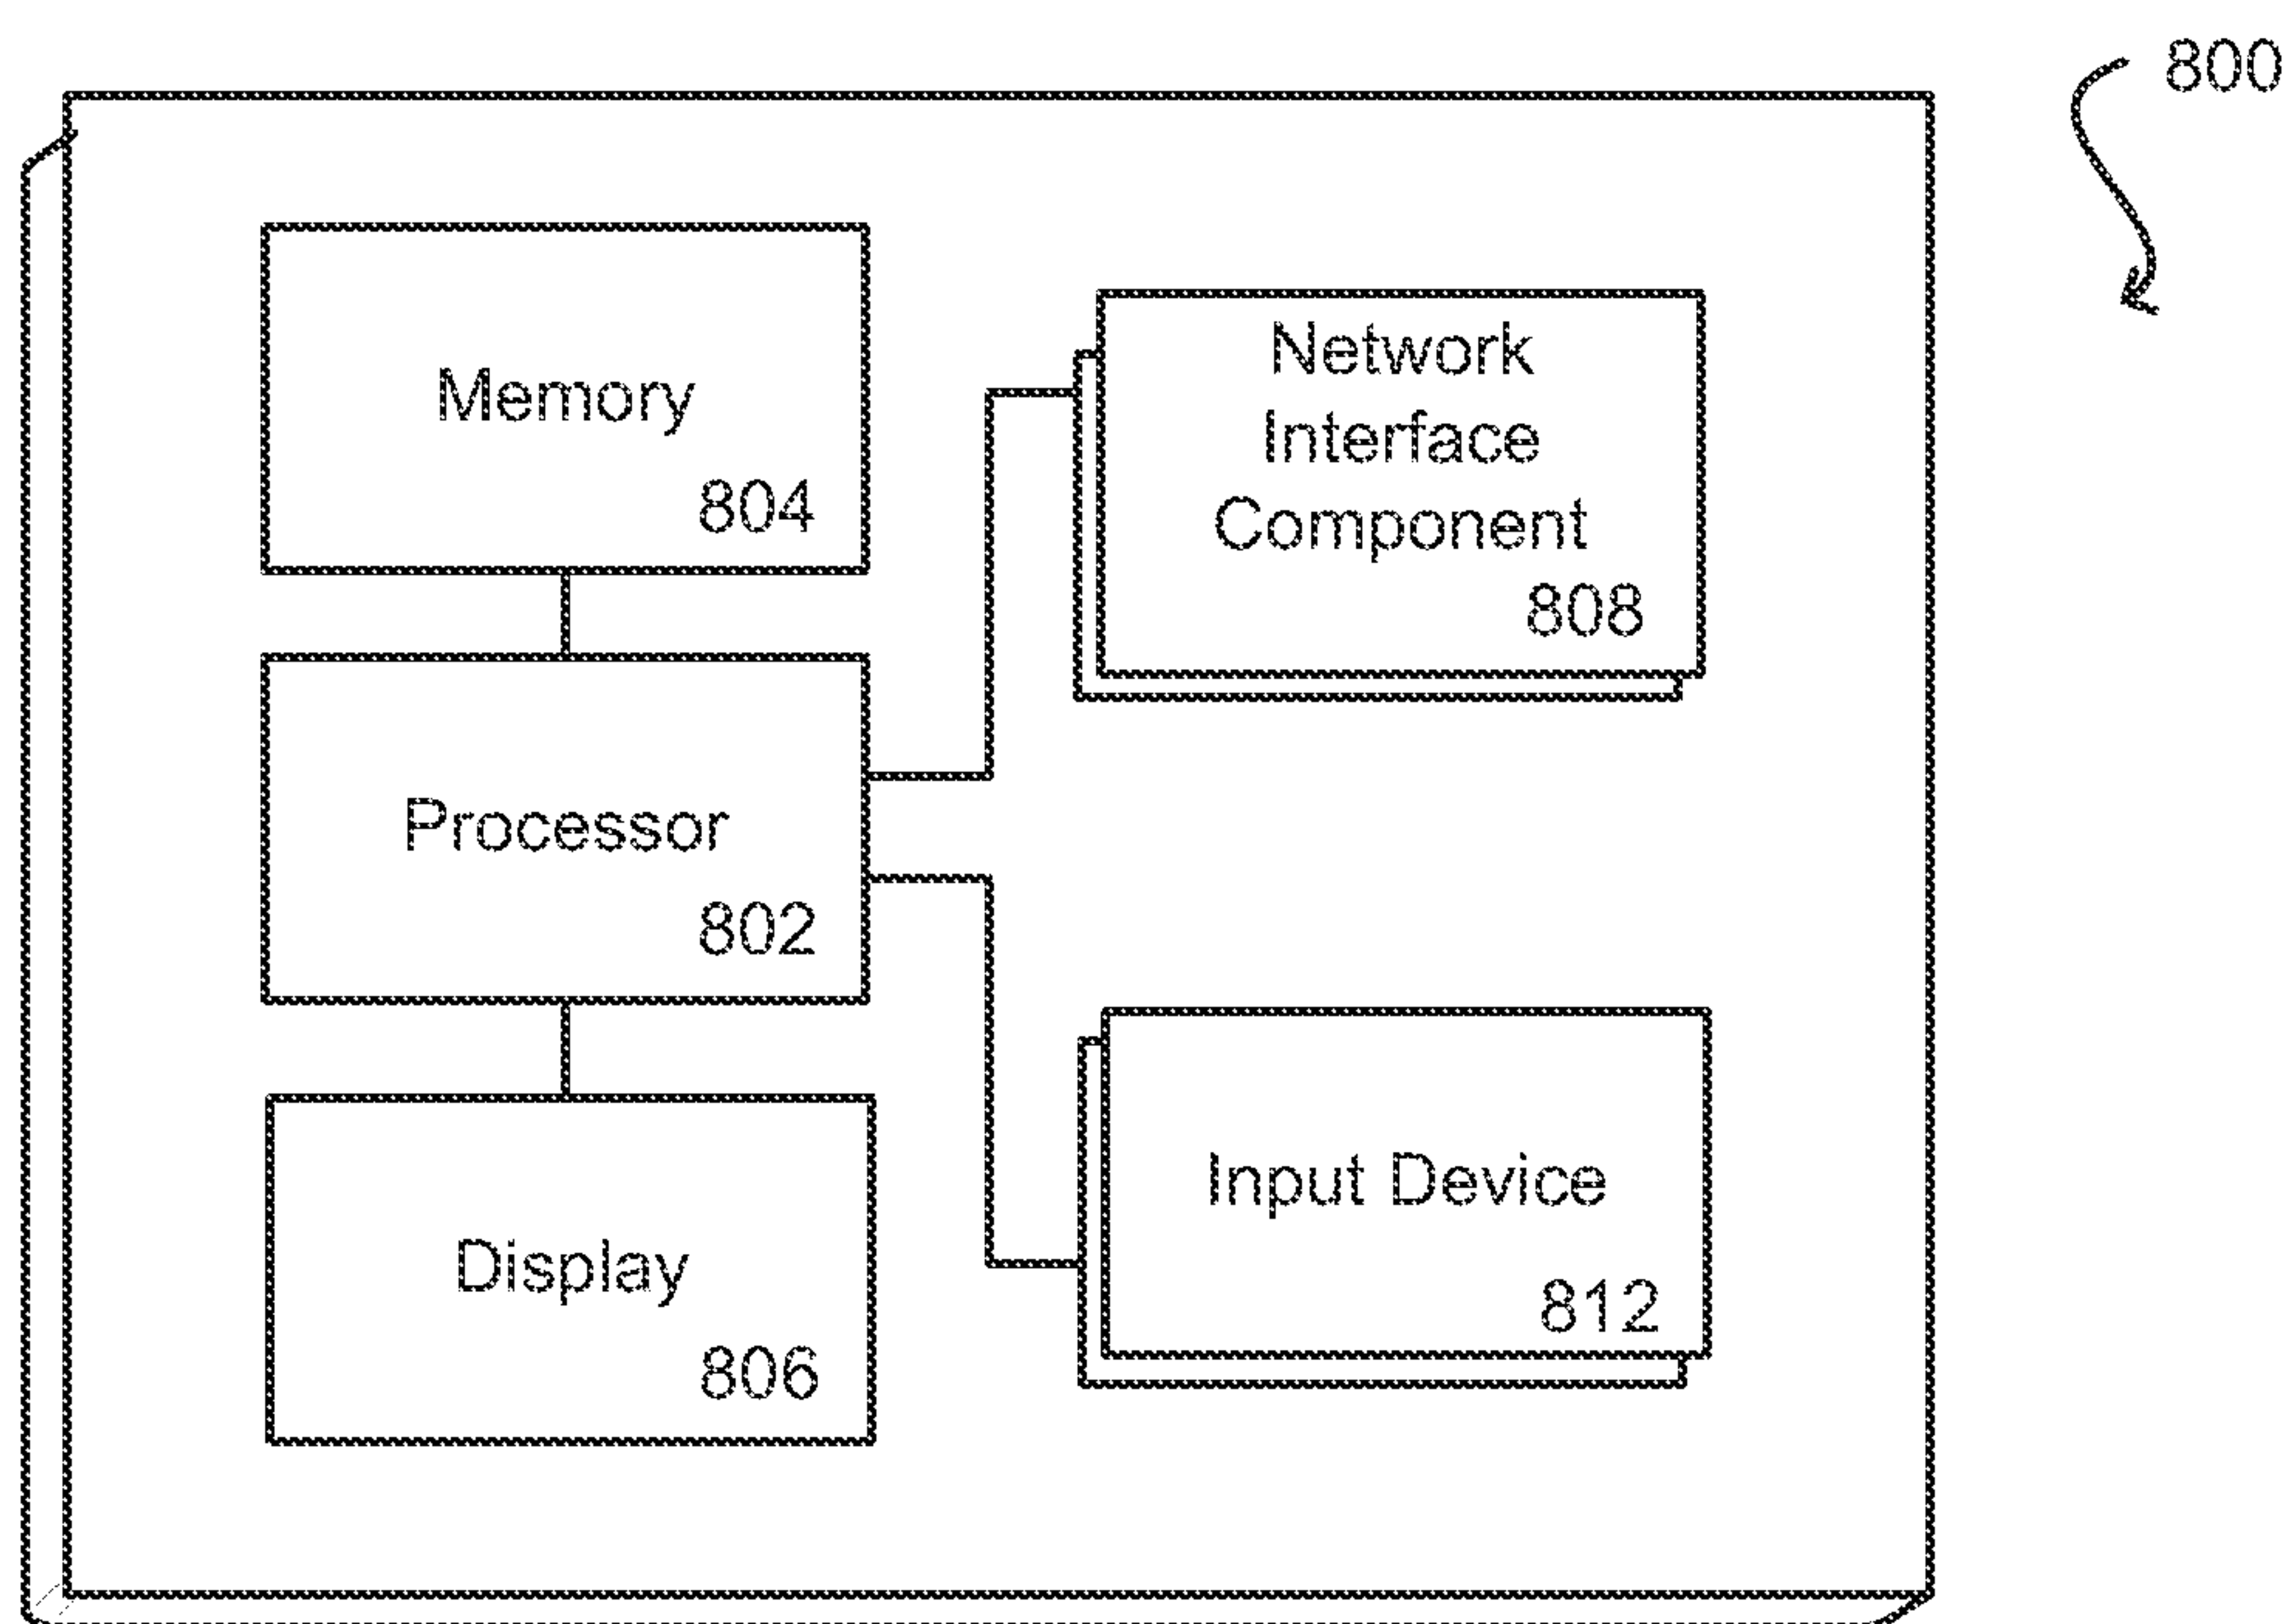 800
Memory
804
Network
Interface
Component
808
Processor
802
Input Device
812
Display
806